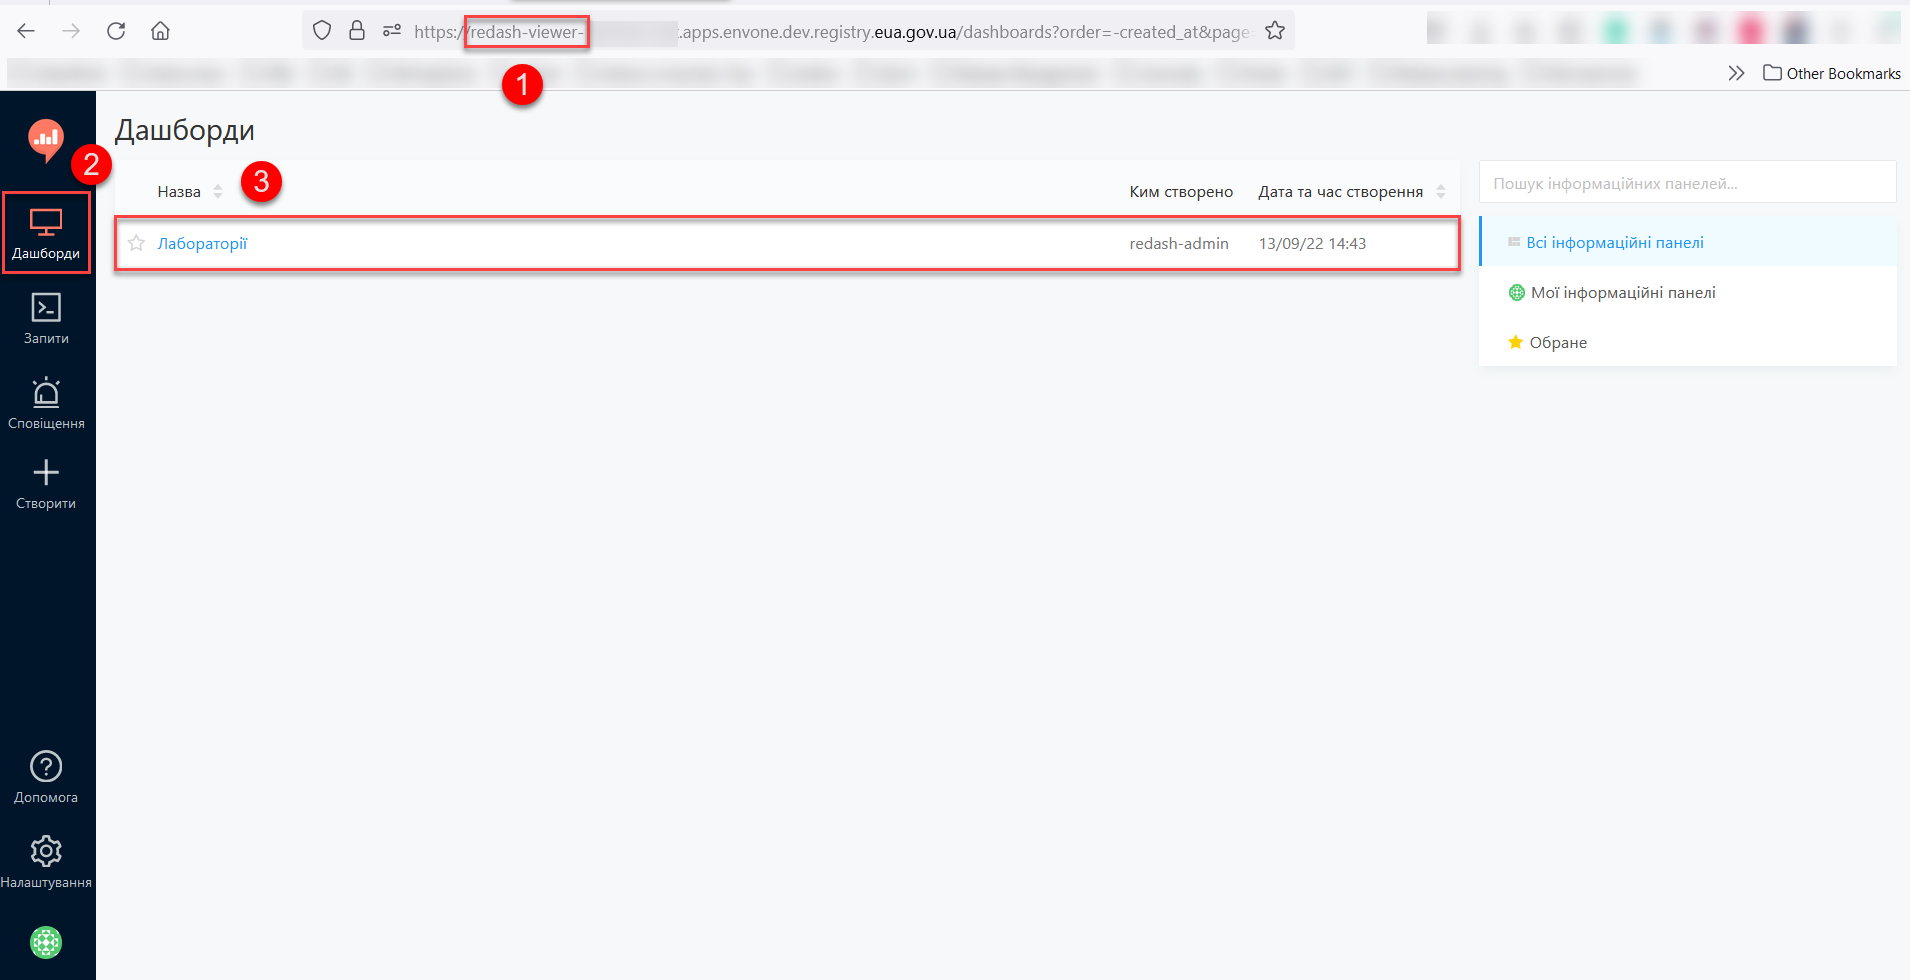 https://redash-viewer-
.apps.envone.dev.registry.eua.gov.ua/dashboards?order=-created_at&page=
1
Other Bookmarks
Дашборди
2
3
Назва
Ким створено
Дата та час створення
Лабораторії
redash-admin
13/09/22 14:43
Пошук інформаційних панелей...
Всі інформаційні панелі
Мої інформаційні панелі
Обране
Дашборди
Запити
Сповіщення
Створити
Допомога
Налаштування